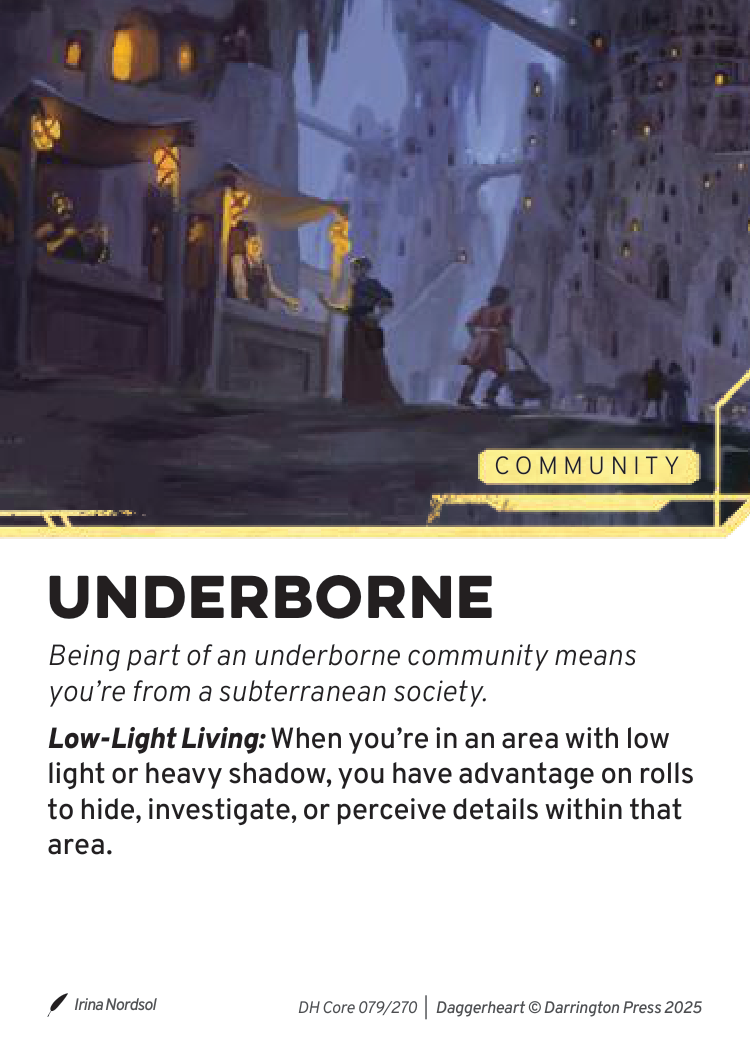 COMMUNITY
UNDERBORNE
Being part of an underborne community means
you’re from a subterranean society.
Low-Light Living: When you’re in an area with low
light or heavy shadow, you have advantage on rolls
to hide, investigate, or perceive details within that
area.
Irina Nordsol
DH Core 079/270 | Daggerheart © Darrington Press 2025